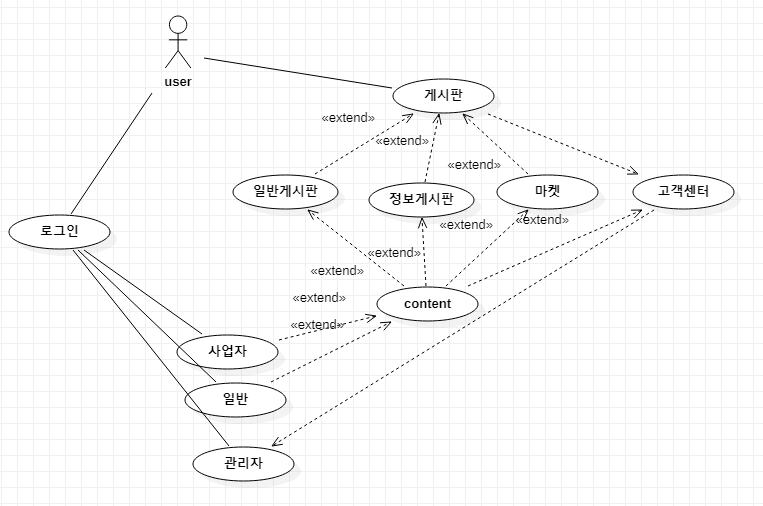 user
게시판
«extend»
«extend»
«extend»
일반게시판
정보게시판
마켓
고객센터
«extend»
«extend»
로그인
«extend»
«extend»
«extend»
content
«extend»
사업자
일반
관리자